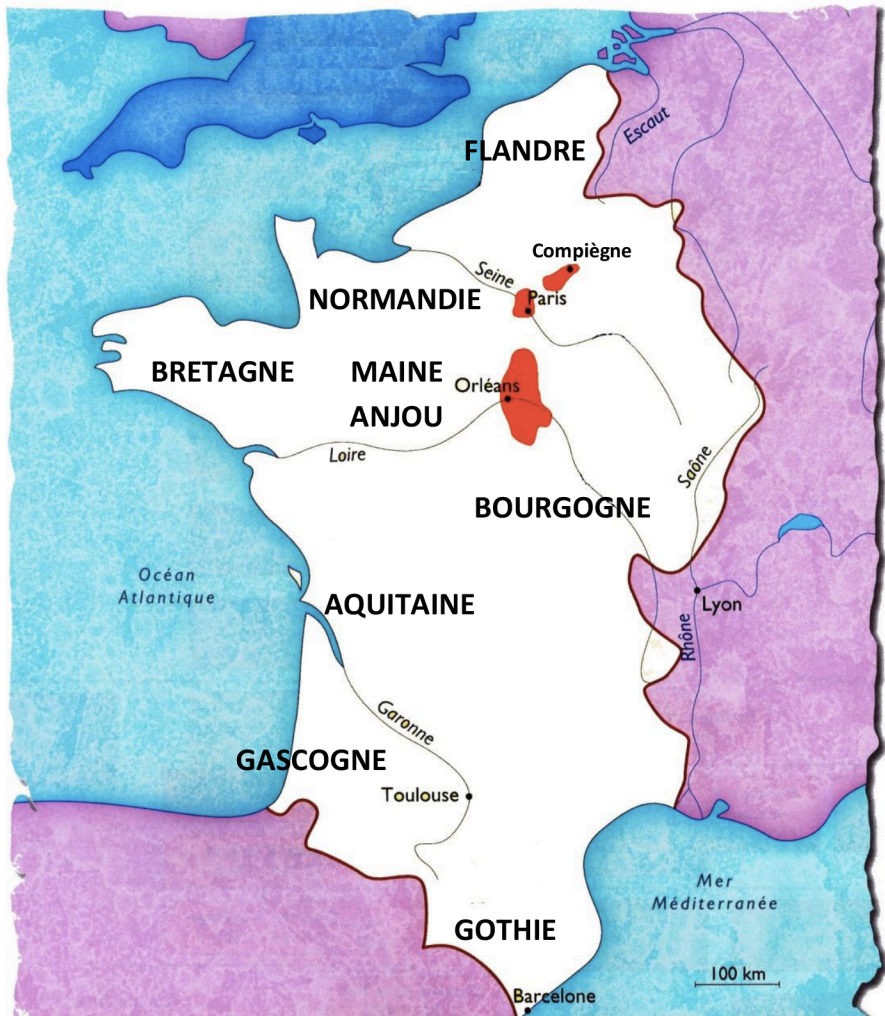 Escaut
FLANDRE
Compiègne
Seine
NORMANDIE
Paris
BRETAGNE
MAINE
Orléans
ANJOU
Loire
Saône
BOURGOGNE
Océan
Atlantique
AQUITAINE
Lyon
Rhône
Garonne
GASCOGNE
Toulouse
Mer
Méditerranée
GOTHIE
100 km
Barcelone